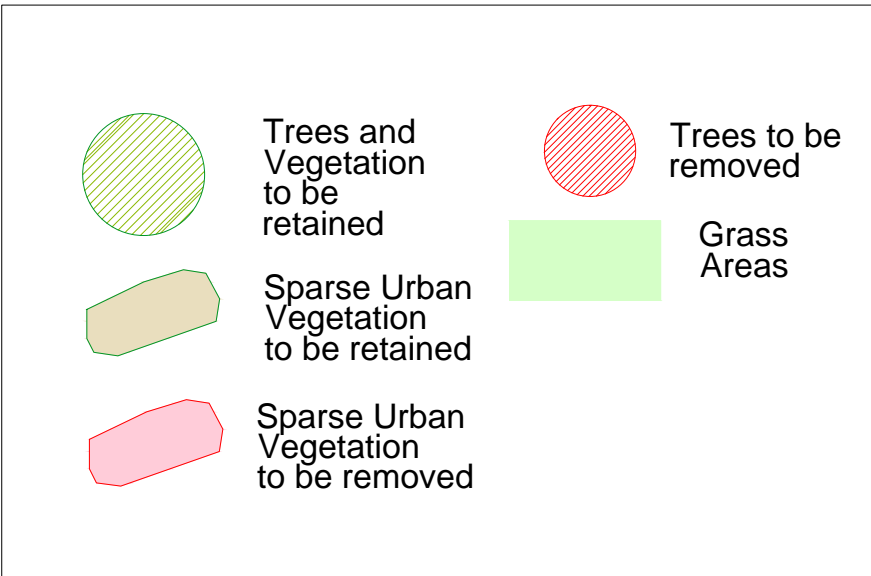 Trees and
Vegetation
to be
retained
Sparse Urban
Vegetation
to be retained
Sparse Urban
Vegetation
to be removed
Trees to be
removed
Grass
Areas